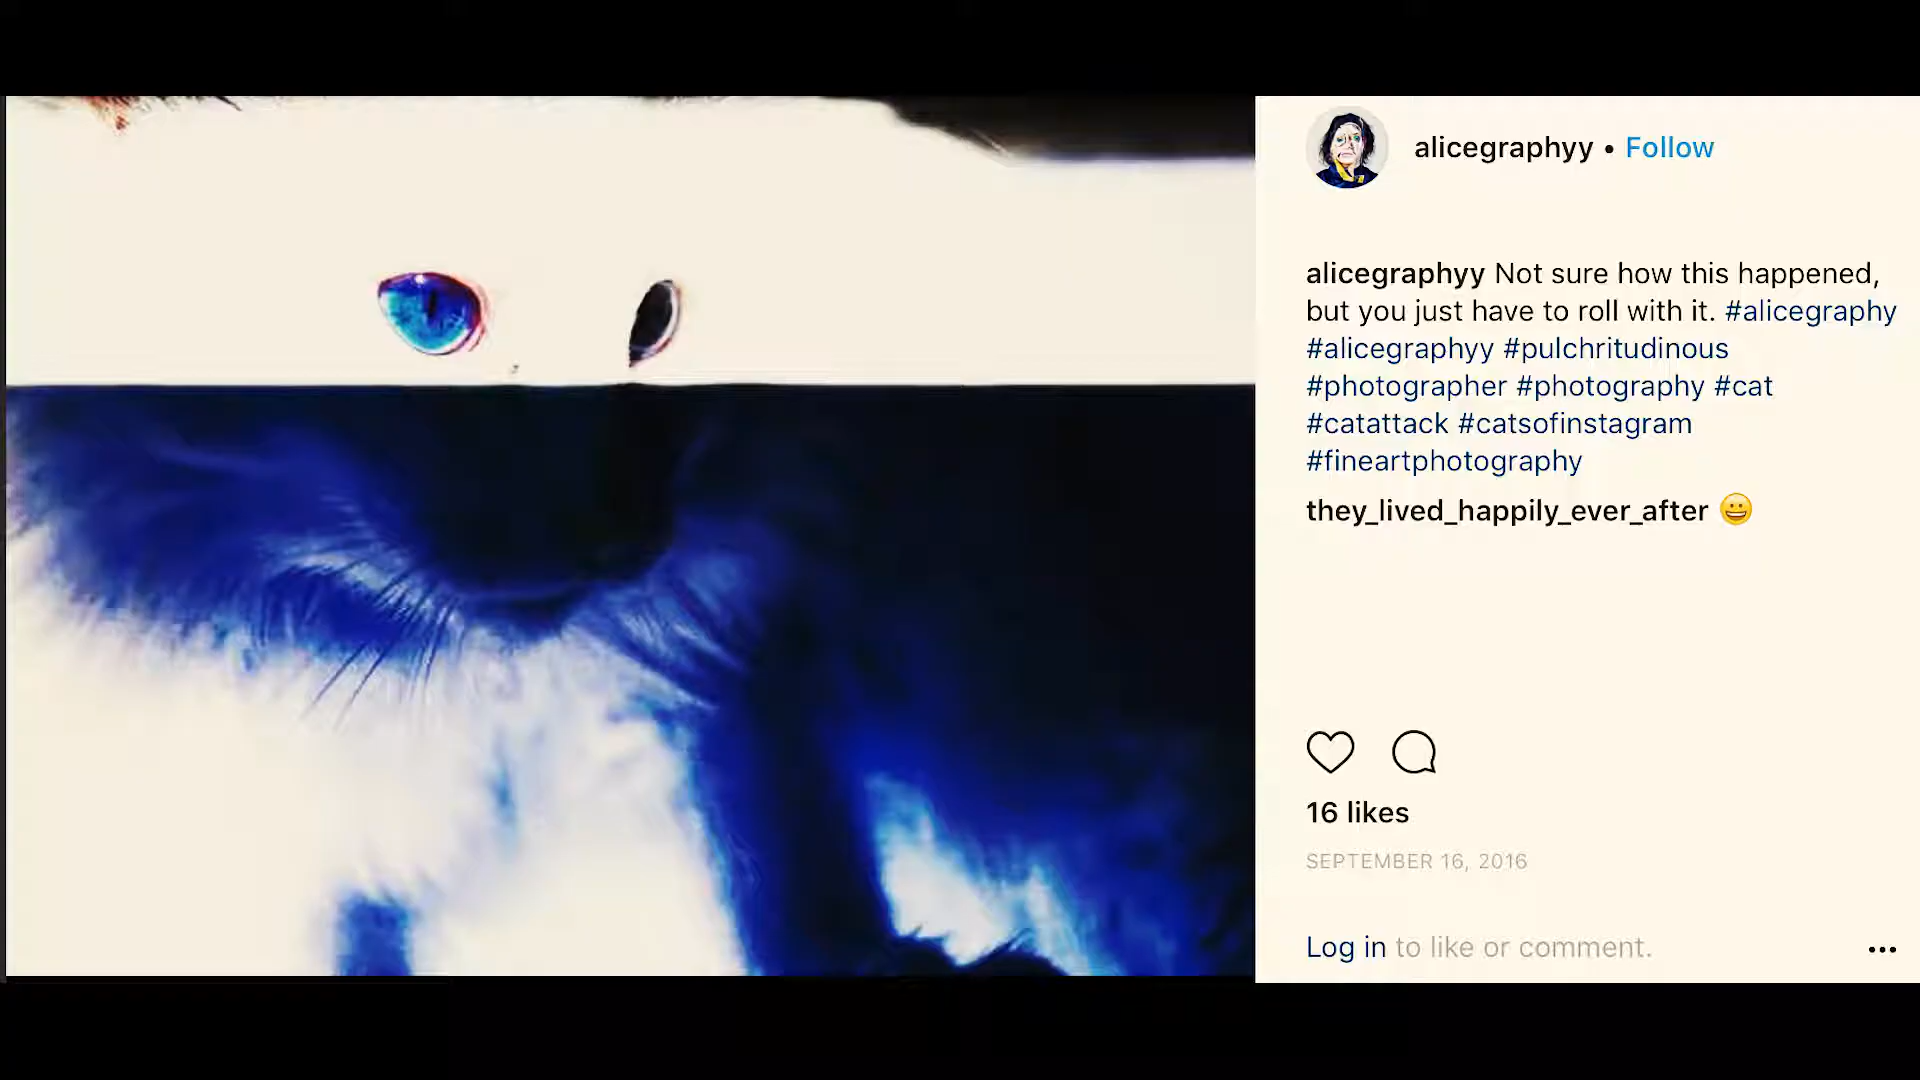 alicegraphyy • Follow
alicegraphyy Not sure how this happened,
but you just have to roll with it. #alicegraphy
#alicegraphyy #pulchritudinous
#photographer #photography #cat
#catattack #catsofinstagram
#fineartphotography
they_lived_happily_ever_after 😀
16 likes
SEPTEMBER 16, 2016
Log in to like or comment.